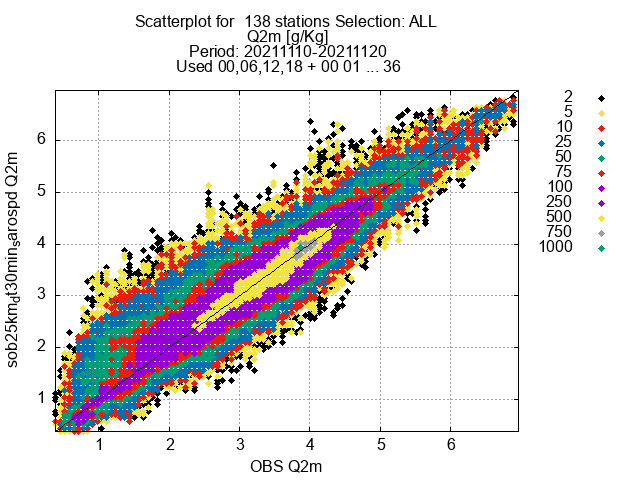 Scatterplot for 138 stations Selection: ALL
Q2m [g/Kg]
Period: 20211110-20211120
Used 00,06,12,18 + 00 01 ... 36
2
5
10
25
50
75
100
250
500
750
1000
6
5
4
3
2
1
sob25km_dt30min_sarospd Q2m
1 2 3 4 5 6
OBS Q2m